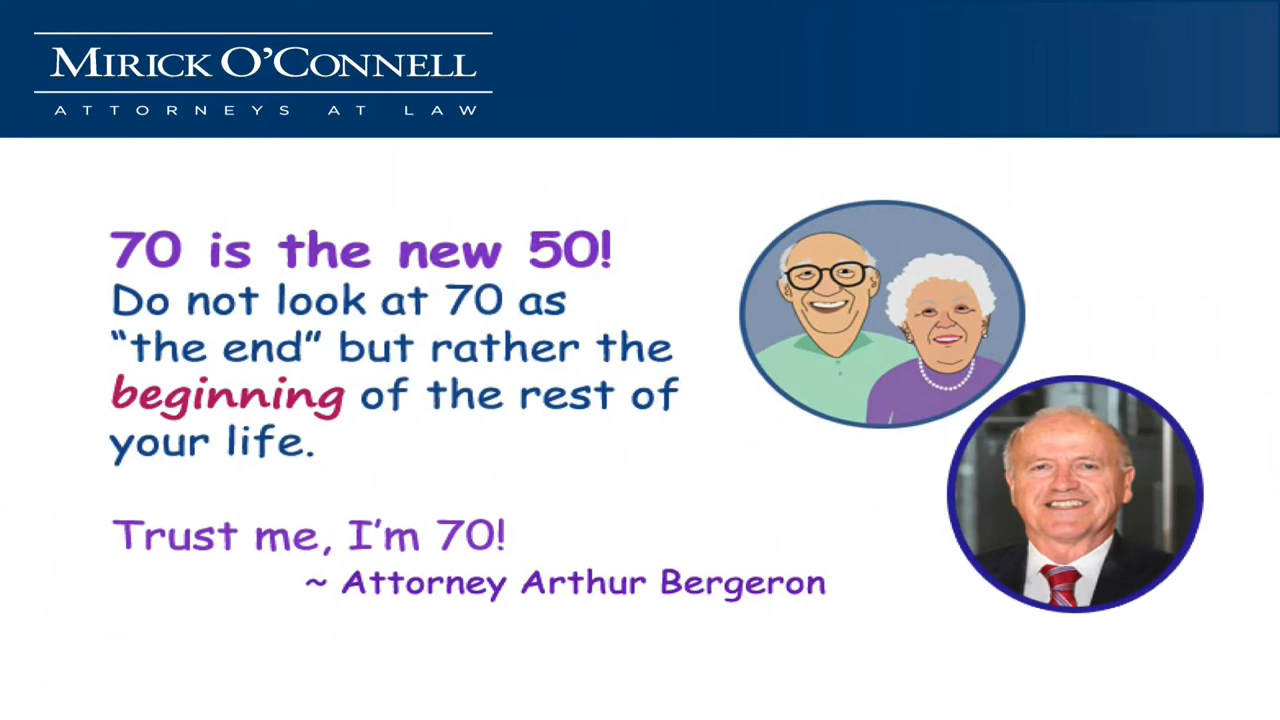 MIRICK O'CONNELL
ATTORNEYS AT LAW
70 is the new 50!
Do not look at 70 as
“the end” but rather the
beginning of the rest of
your life.
Trust me, I'm 70!
~ Attorney Arthur Bergeron